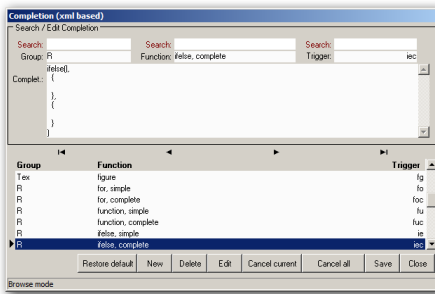 Completion (xml based)
Search / Edit Completion
Search: Search: Search:
Group: R Function: ifelse, complete Trigger: iec
Complet.: ifelse(),
{
},
{
}
)
Group Function Trigger
Tex figure fg
R for, simple fo
R for, complete foc
R function, simple fu
R function, complete fuc
R ifelse, simple ie
R ifelse, complete iec
Restore default New Delete Edit Cancel current Cancel all Save Close
Browse mode